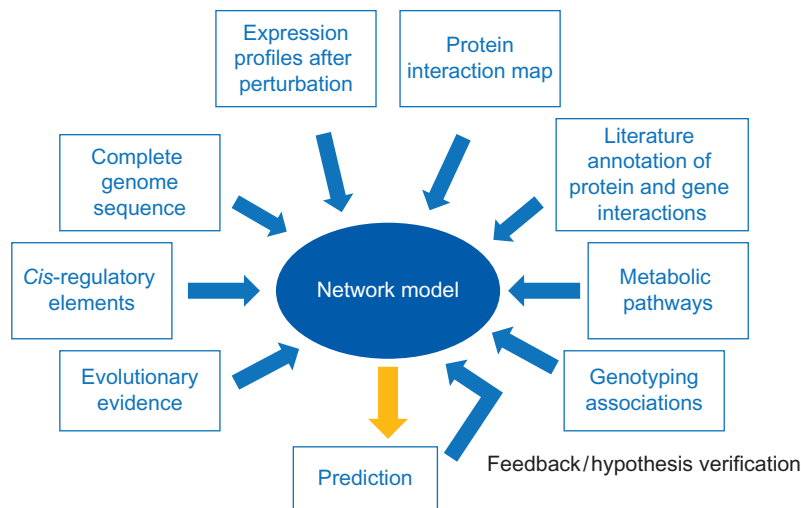 Expression
profiles after
perturbation
Protein
interaction map
Complete
genome
sequence
Literature
annotation of
protein and gene
interactions
Cis-regulatory
elements
Network model
Metabolic
pathways
Evolutionary
evidence
Genotyping
associations
Prediction
Feedback/hypothesis verification